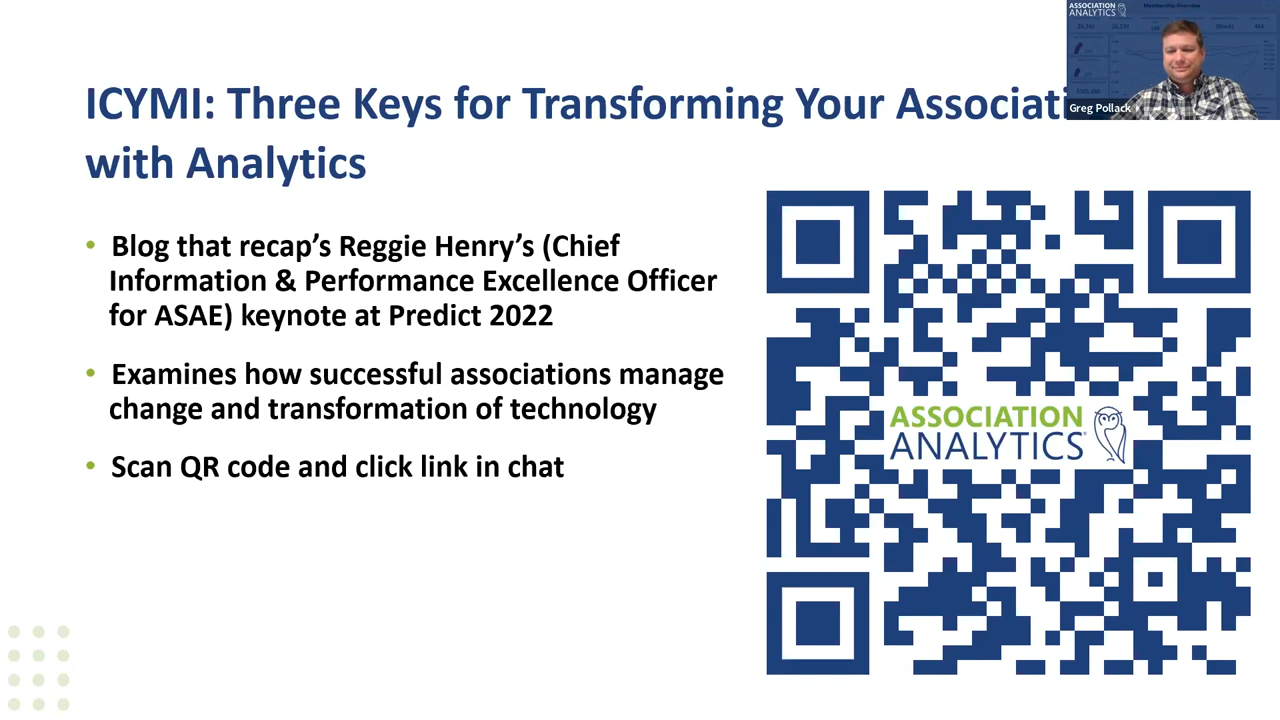 ASSOCIATION
ANALYTICS
Membership Overview
Greg Pollack
ICYMI: Three Keys for Transforming Your Associati
with Analytics
• Blog that recap's Reggie Henry's (Chief
Information & Performance Excellence Officer
for ASAE) keynote at Predict 2022
• Examines how successful associations manage
change and transformation of technology
• Scan QR code and click link in chat
ASSOCIATION
ANALYTICS